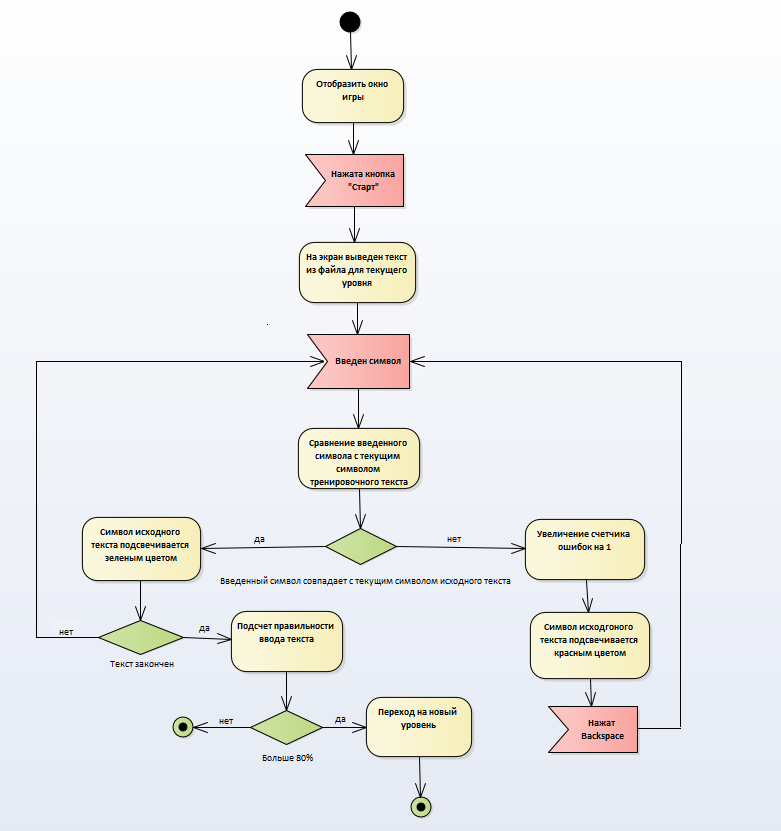 Отобразить окно
игры
Нажата кнопка
"Старт"
На экран выведен текст
из файла для текущего
уровня
Введен символ
Сравнение введенного
символа с текущим
символом
тренировочного текста
да
нет
Введенный символ совпадает с текущим символом исходного текста
Символ исходного
текста подсвечивается
зеленым цветом
Увеличение счетчика
ошибок на 1
нет
да
Текст закончен
Подсчет правильности
ввода текста
Символ исходгоного
текста подсвечивается
красным цветом
нет
да
Больше 80%
Переход на новый
уровень
Нажат
Backspace